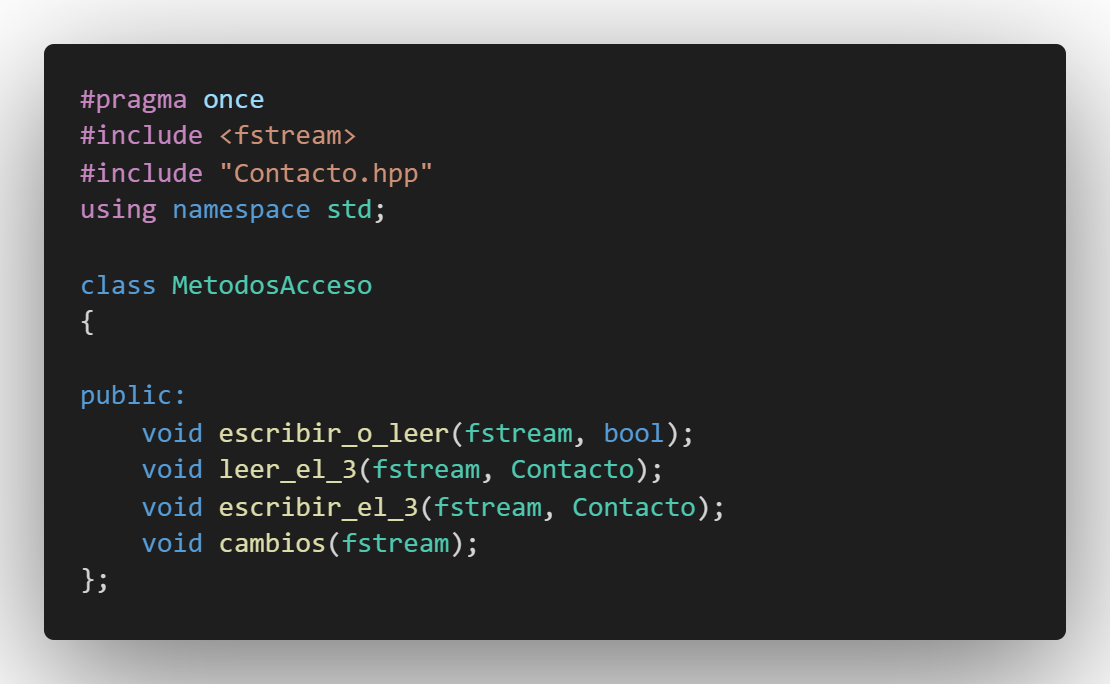 #pragma once
#include <fstream>
#include "Contacto.hpp"
using namespace std;
class MetodosAcceso
{
public:
    void escribir_o_leer(fstream, bool);
    void leer_el_3(fstream, Contacto);
    void escribir_el_3(fstream, Contacto);
    void cambios(fstream);
};